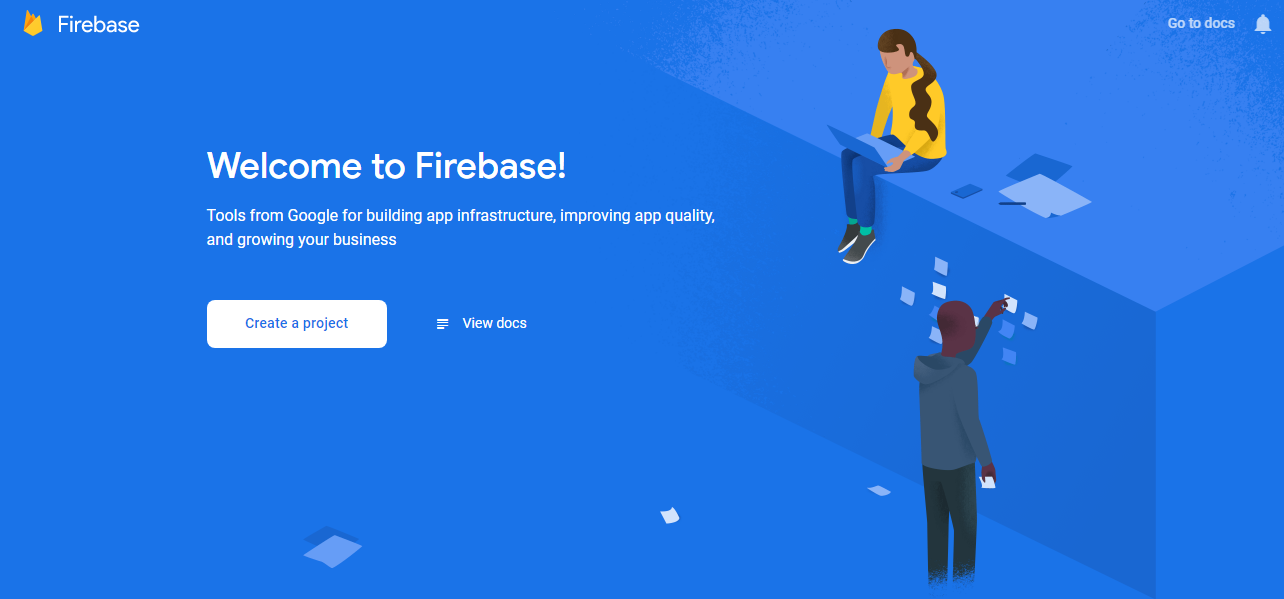 Firebase
Go to docs
Welcome to Firebase!
Tools from Google for building app infrastructure, improving app quality,
and growing your business
Create a project
View docs